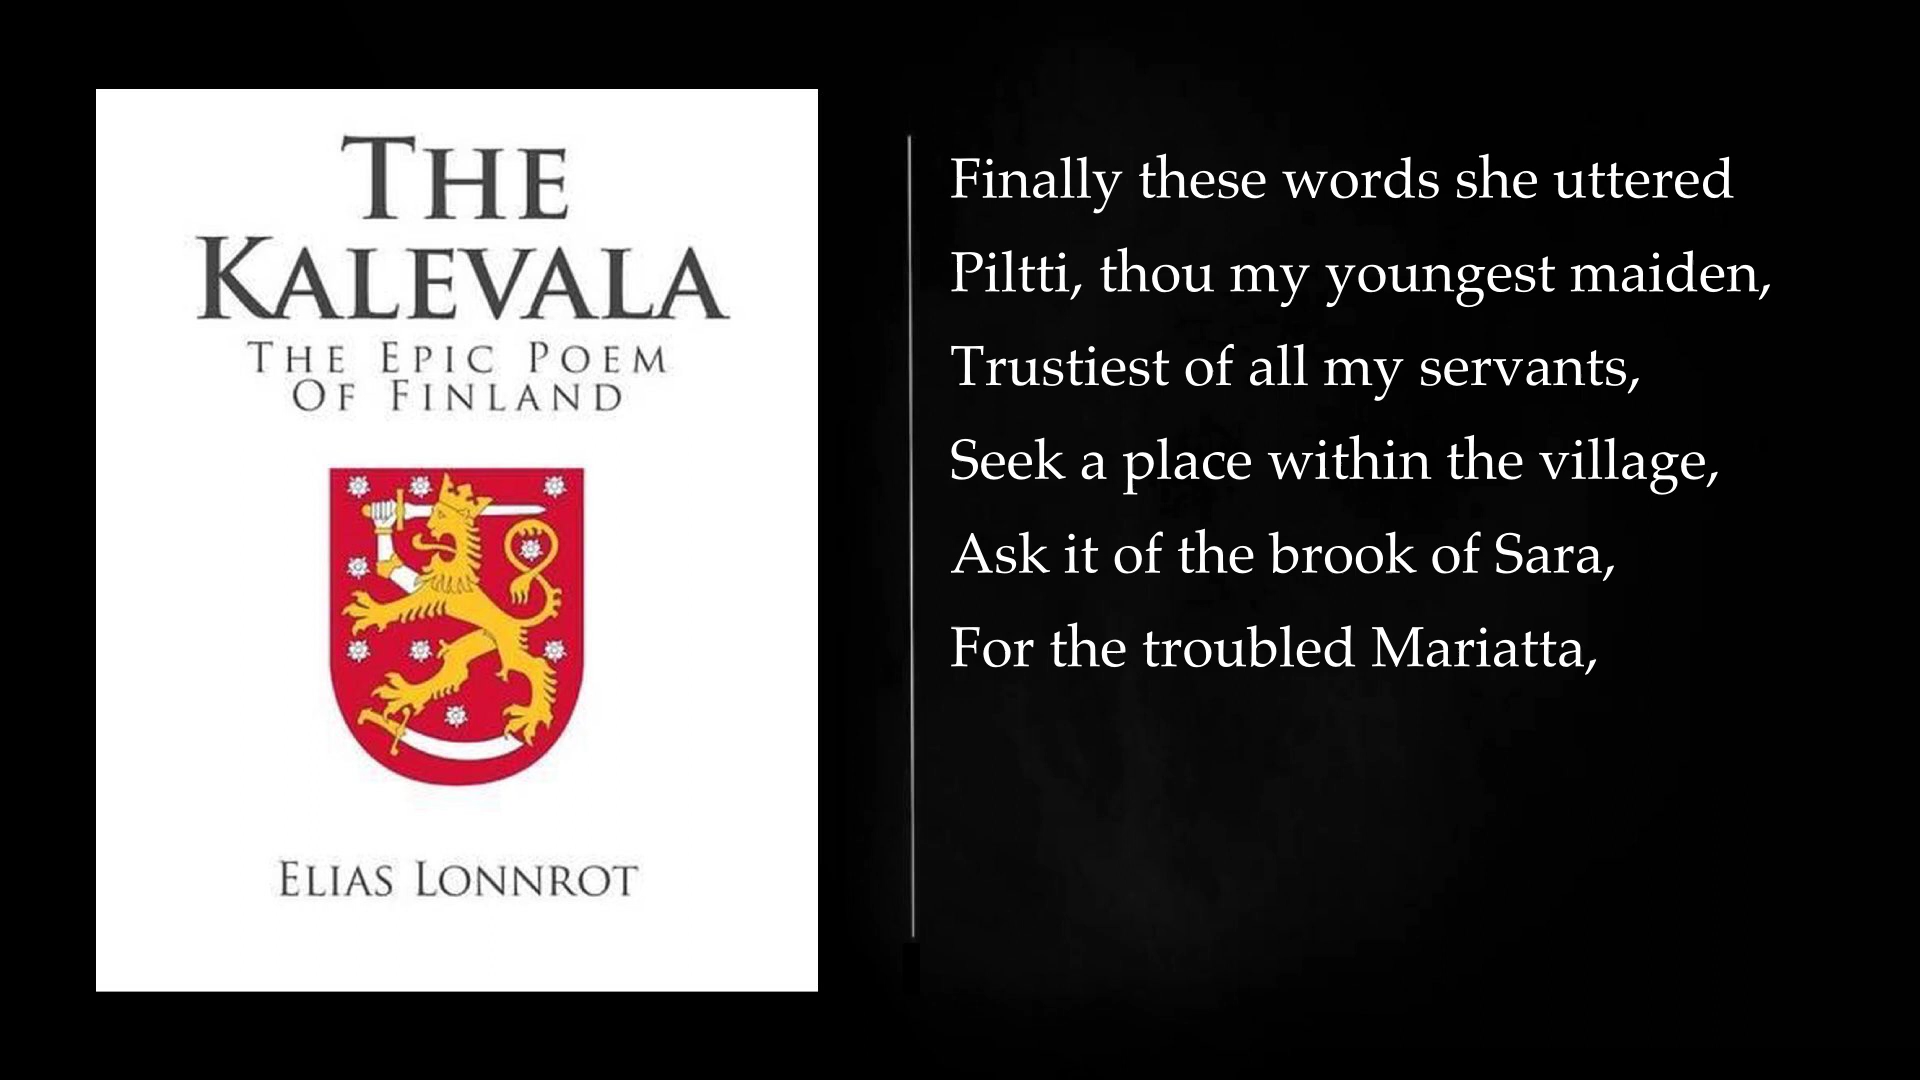 THE
KALEVALA
THE EPIC POEM
OF FINLAND
ELIAS LONNROT
Finally these words she uttered
Piltti, thou my youngest maiden,
Trustiest of all my servants,
Seek a place within the village,
Ask it of the brook of Sara,
For the troubled Mariatta,